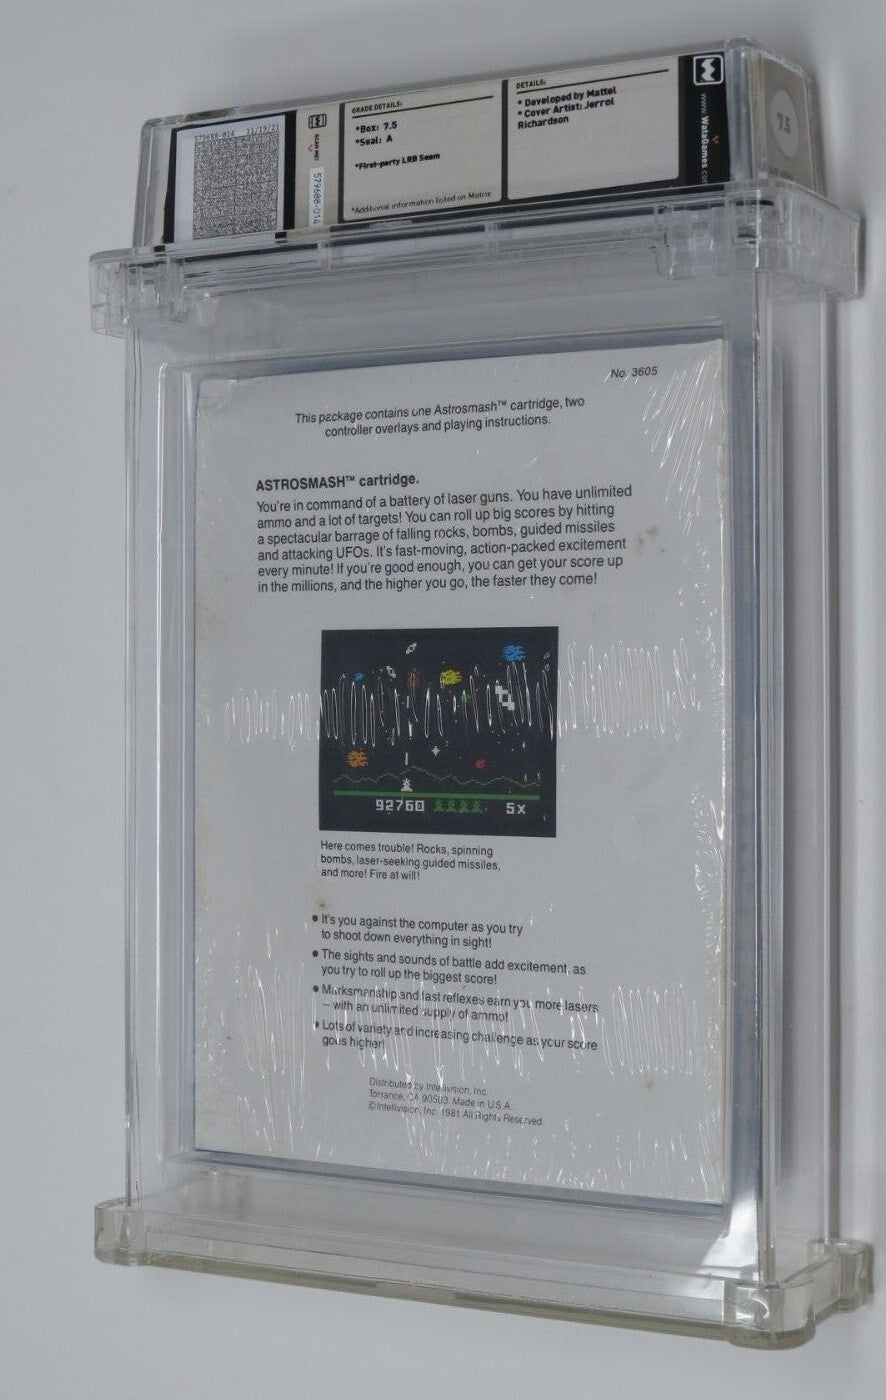 579688-014 11/19/21
SCAN ME!
579688-014
GRADE DETAILS:
*Box: 7.5
*Seal: A
*First-party LRB Seam
*Additional information listed on Matrix
DETAILS:
* Developed by Mattel
* Cover Artist: Jerrol
Richardson
W
www.WataGames.com
No. 3605
This package contains one Astrosmash™ cartridge, two
controller overlays and playing instructions.
ASTROSMASH™ cartridge.
You're in command of a battery of laser guns. You have unlimited
ammo and a lot of targets! You can roll up big scores by hitting
a spectacular barrage of falling rocks, bombs, guided missiles
and attacking UFOs. It's fast-moving, action-packed excitement
every minute! If you're good enough, you can get your score up
in the millions, and the higher you go, the faster they come!
92760 5x
Here comes trouble! Rocks, spinning
bombs, laser-seeking guided missiles,
and more! Fire at will!
• It's you against the computer as you try
to shoot down everything in sight!
• The sights and sounds of battle add excitement, as
you try to roll up the biggest score!
• Marksmanship and fast reflexes earn you more lasers
– with an unlimited supply of ammo!
• Lots of variety and increasing challenge as your score
goes higher!
Distributed by Intellivision, Inc.
Torrance, CA 90503. Made in U.S.A.
© Intellivision, Inc. 1981 All Rights Reserved.